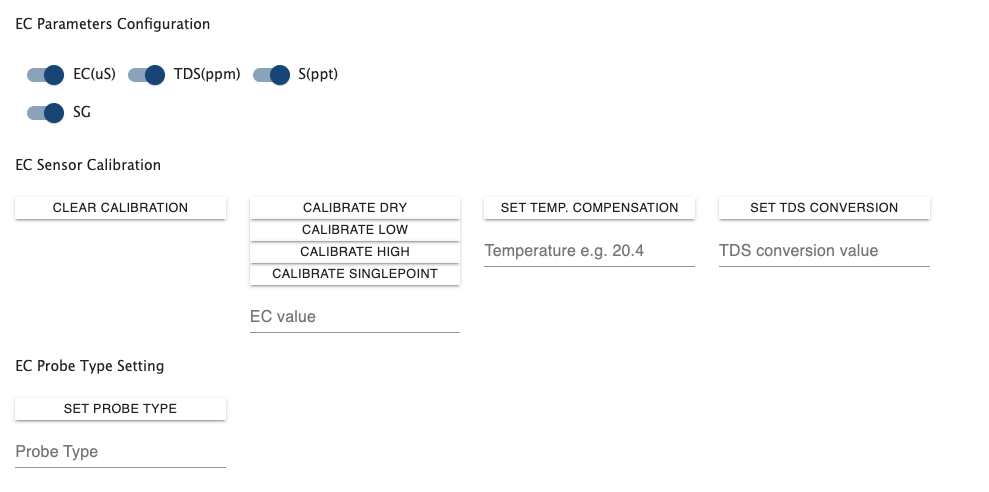 EC Parameters Configuration
EC(uS) TDS(ppm) S(ppt)
SG
EC Sensor Calibration
CLEAR CALIBRATION
CALIBRATE DRY
CALIBRATE LOW
CALIBRATE HIGH
CALIBRATE SINGLEPOINT
EC value
SET TEMP. COMPENSATION
Temperature e.g. 20.4
SET TDS CONVERSION
TDS conversion value
EC Probe Type Setting
SET PROBE TYPE
Probe Type